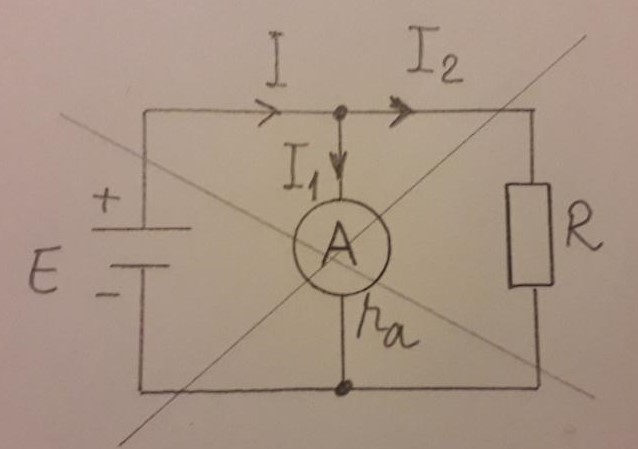 I
I₂
I₁
+
E
A
R
-
rₐ